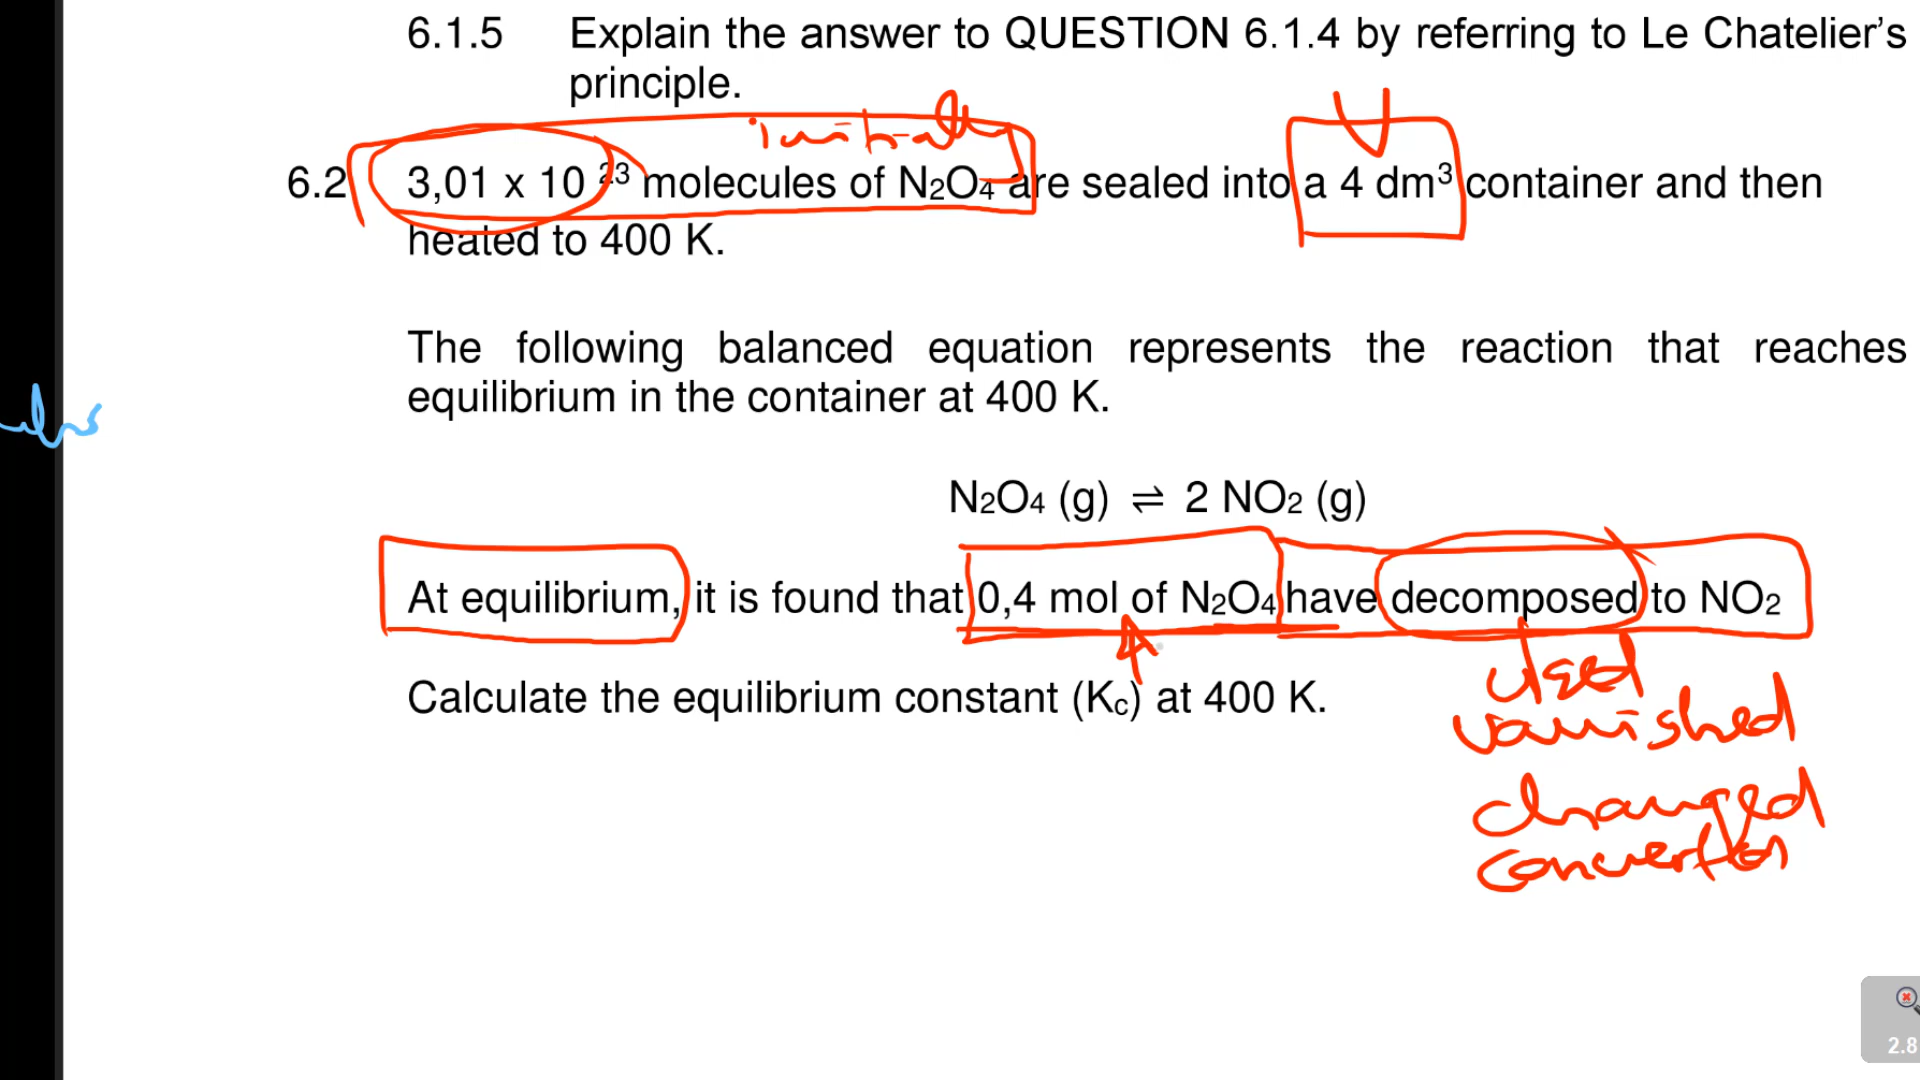 6.1.5 Explain the answer to QUESTION 6.1.4 by referring to Le Chatelier's
principle.
initially
V
6.2 3,01 x 10 23 molecules of N2O4 are sealed into a 4 dm3 container and then
heated to 400 K.
The following balanced equation represents the reaction that reaches
equilibrium in the container at 400 K.
N2O4 (g) ⇌ 2 NO2 (g)
At equilibrium, it is found that 0,4 mol of N2O4 have decomposed to NO2
used
Calculate the equilibrium constant (Kc) at 400 K.
vanished
changed
2.8